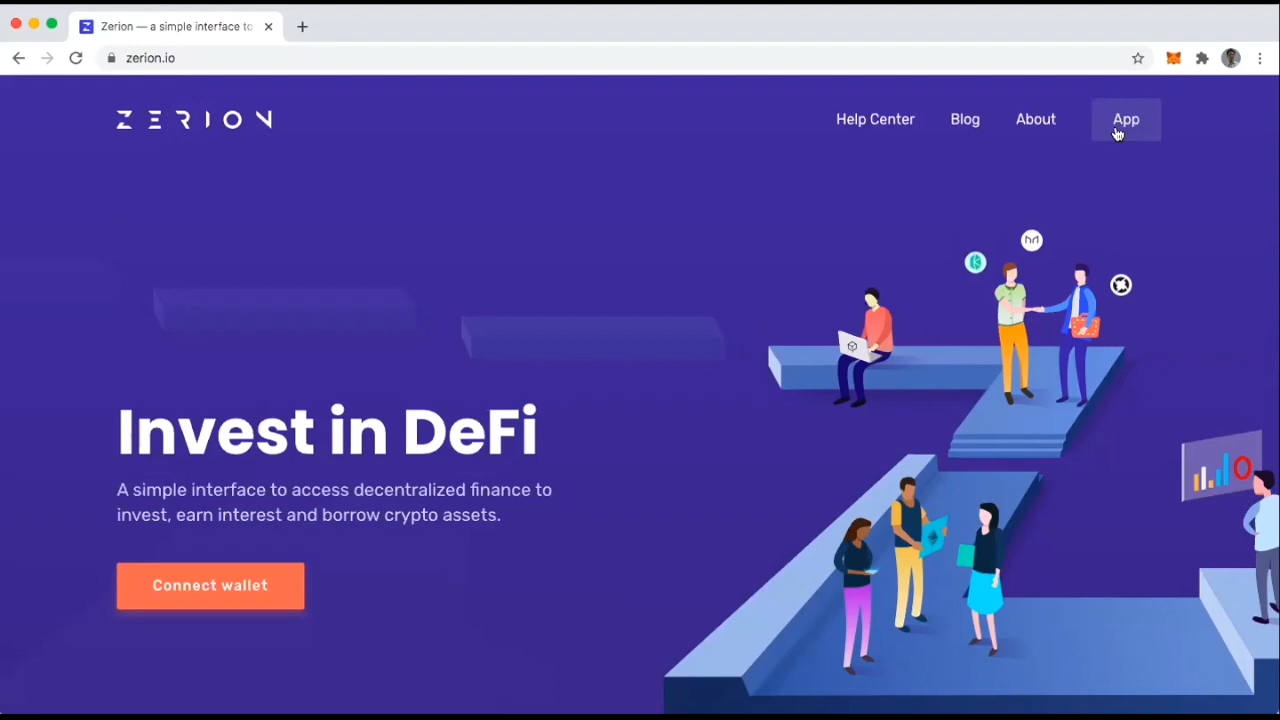 Zerion — a simple interface to
zerion.io
ZERION
Help Center Blog About App
Invest in DeFi
A simple interface to access decentralized finance to
invest, earn interest and borrow crypto assets.
Connect wallet